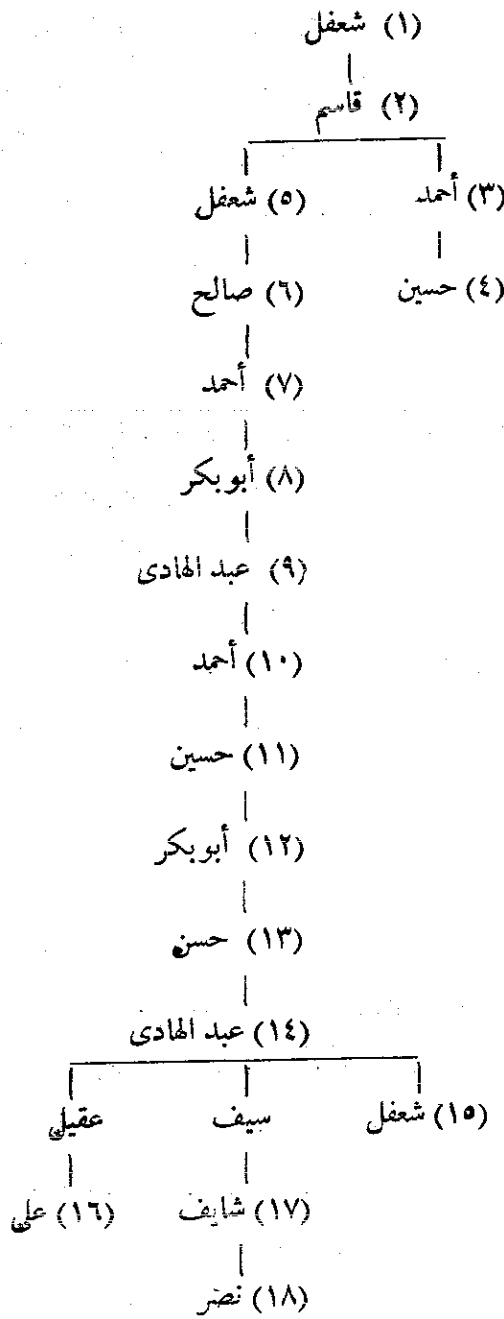 (١) شعفل
(٢) قاسم
(٣) أحمد (٥) شعفل
(٤) حسين (٦) صالح
(٧) أحمد
(٨) أبوبكر
(٩) عبد الهادى
(١٠) أحمد
(١١) حسين
(١٢) أبوبكر
(١٣) حسن
(١٤) عبد الهادى
(١٥) شعفل سيف عقيل
(١٧) شايف (١٦) على
(١٨) نصر